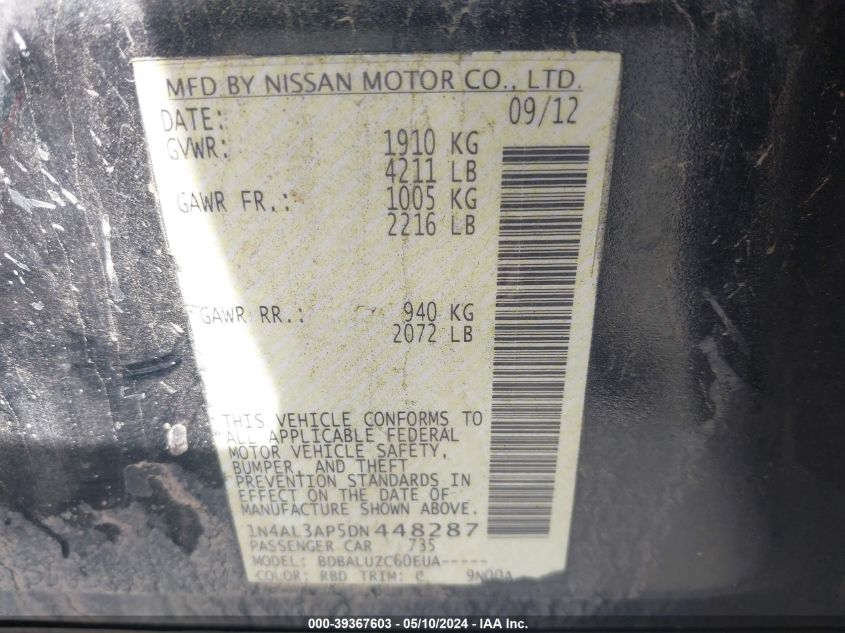 MFD BY NISSAN MOTOR CO., LTD.
DATE: 09/12
GVWR: 1910 KG
4211 LB
GAWR FR.: 1005 KG
2216 LB
GAWR RR.: 940 KG
2072 LB
THIS VEHICLE CONFORMS TO
ALL APPLICABLE FEDERAL
MOTOR VEHICLE SAFETY,
BUMPER, AND THEFT
PREVENTION STANDARDS IN
EFFECT ON THE DATE OF
MANUFACTURE SHOWN ABOVE.
1N4AL3AP5DN448287
PASSENGER CAR 735
MODEL: BDBALUZC60EUA-----
COLOR: RBD TRIM: C 9N00A
000-39367603 - 05/10/2024 - IAA Inc.